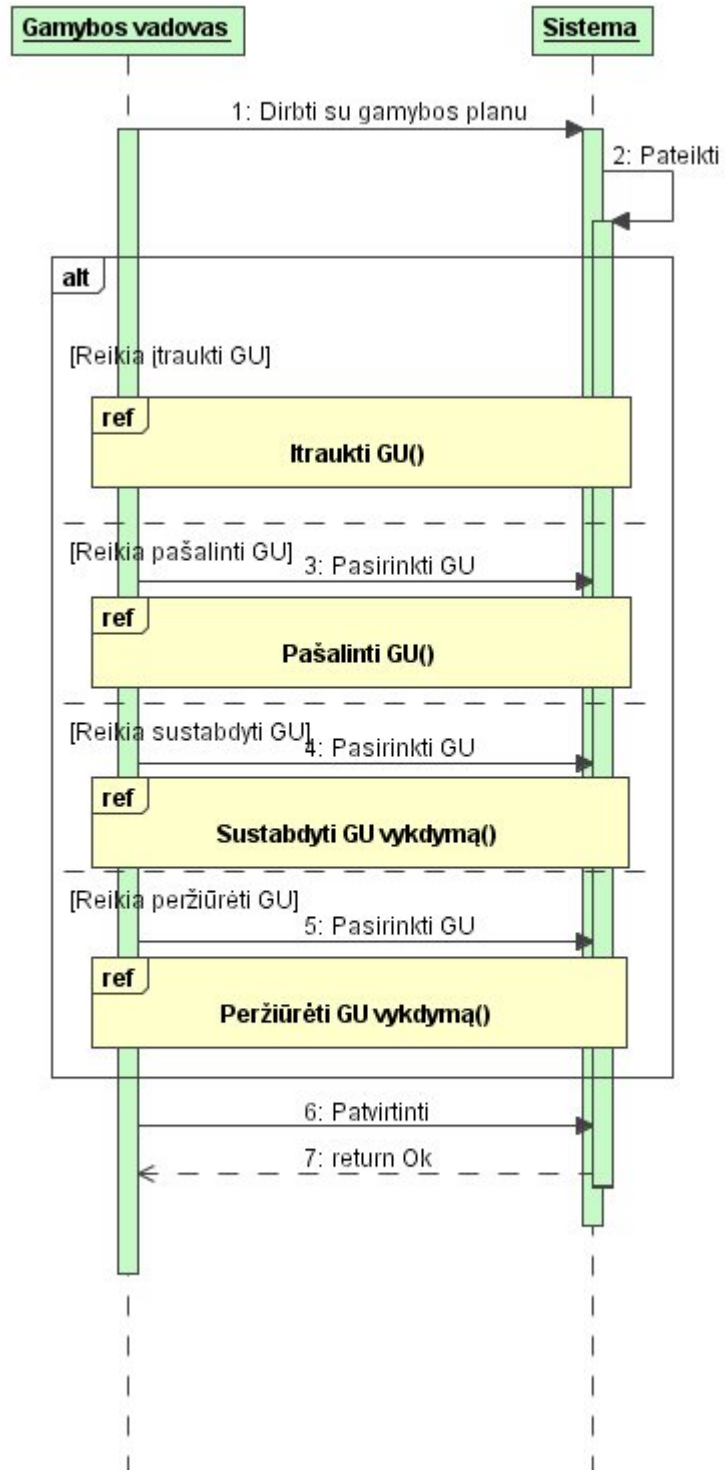 Gamybos vadovas
Sistema
1: Dirbti su gamybos planu
2: Pateikti
alt
[Reikia įtraukti GU]
ref
Itraukti GU()
[Reikia pašalinti GU]
3: Pasirinkti GU
ref
Pašalinti GU()
[Reikia sustabdyti GU]
4: Pasirinkti GU
ref
Sustabdyti GU vykdymą()
[Reikia peržiūrėti GU]
5: Pasirinkti GU
ref
Peržiūrėti GU vykdymą()
6: Patvirtinti
7: return Ok